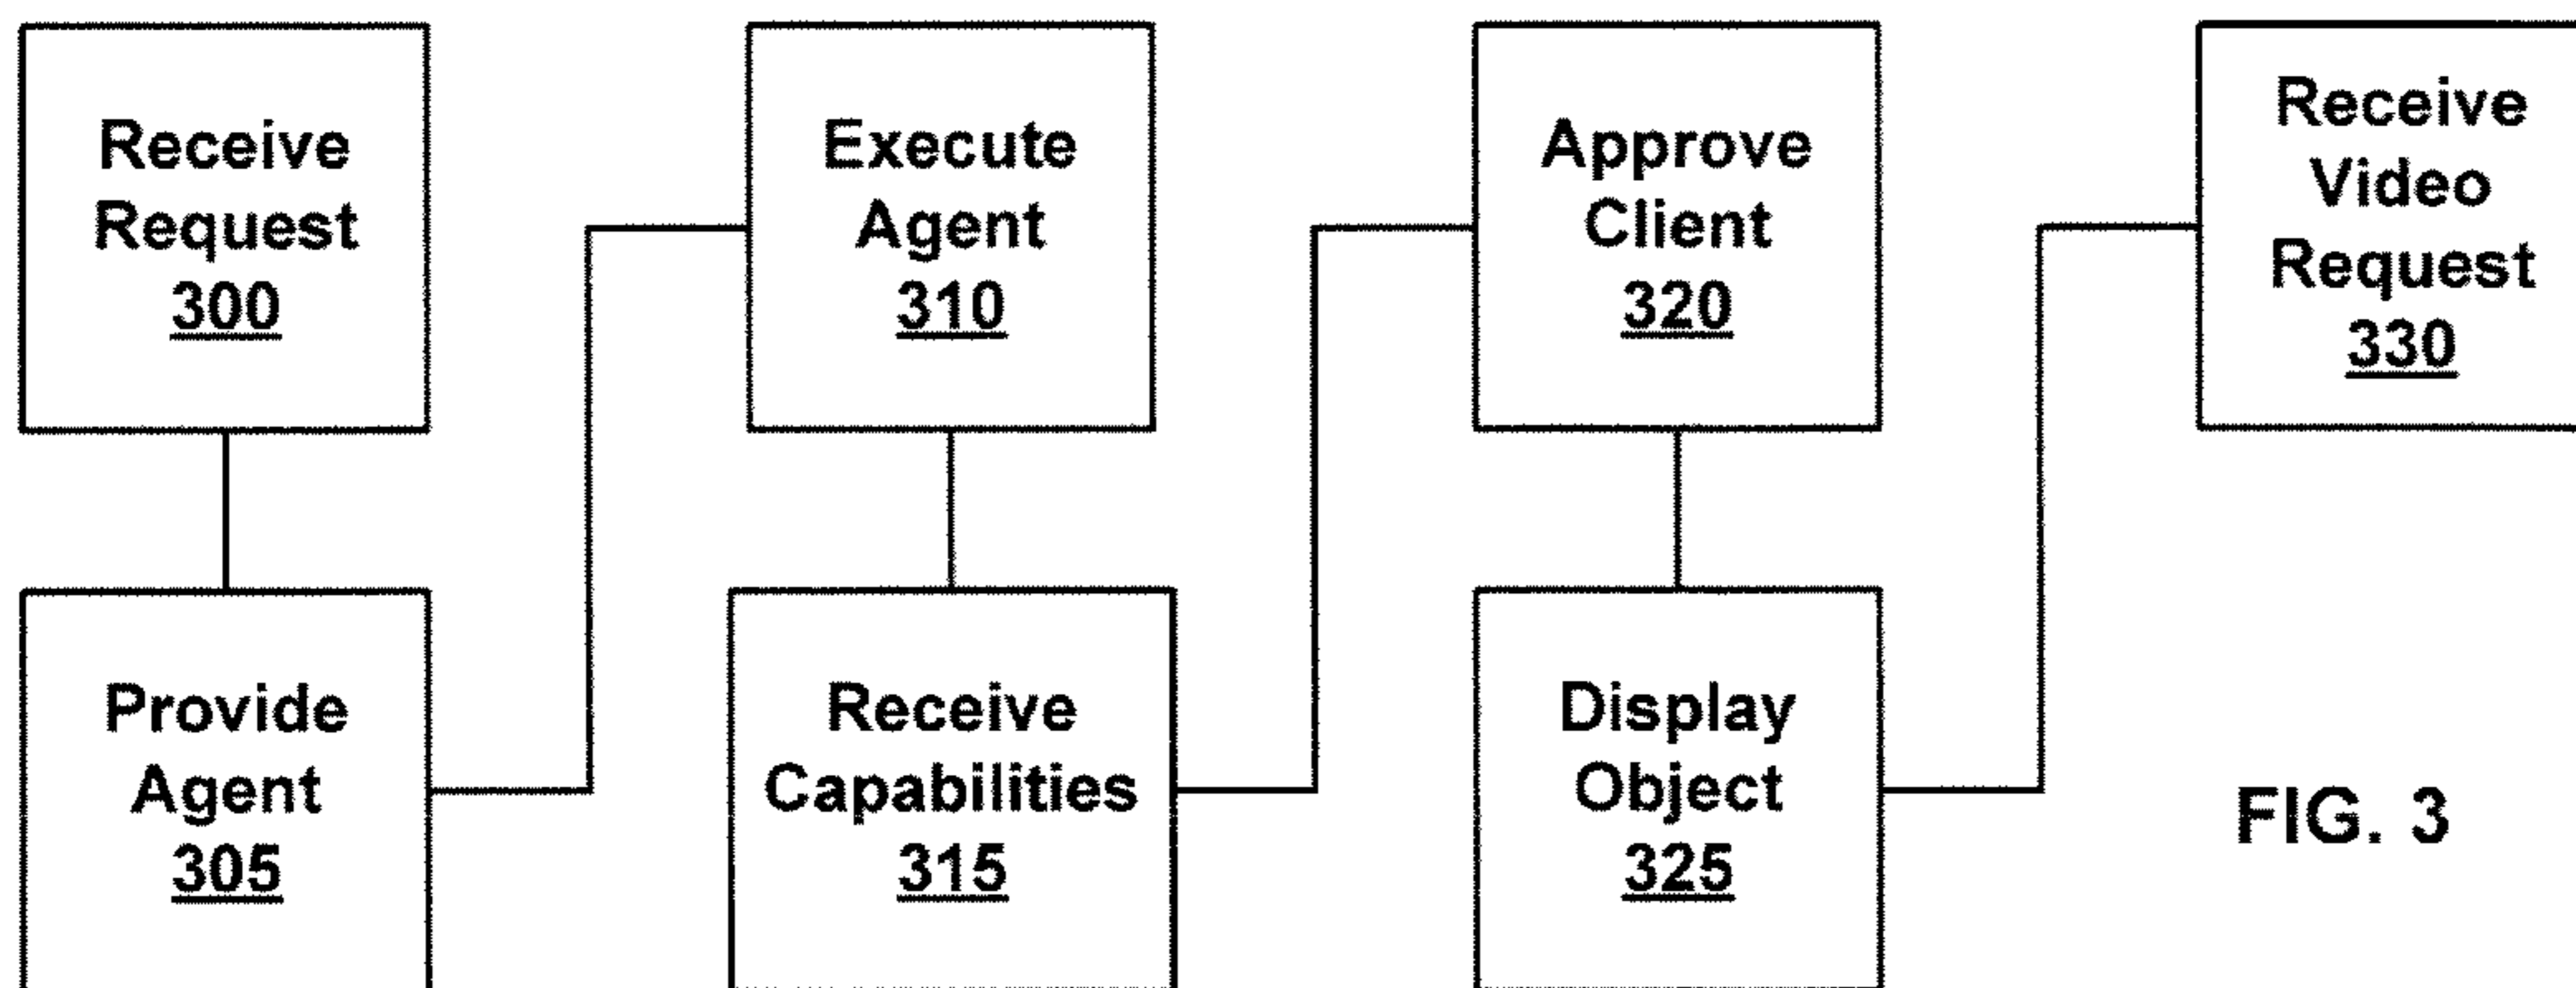 Receive
Request
300
Provide
Agent
305
Execute
Agent
310
Receive
Capabilities
315
Approve
Client
320
Display
Object
325
Receive
Video
Request
330
FIG. 3